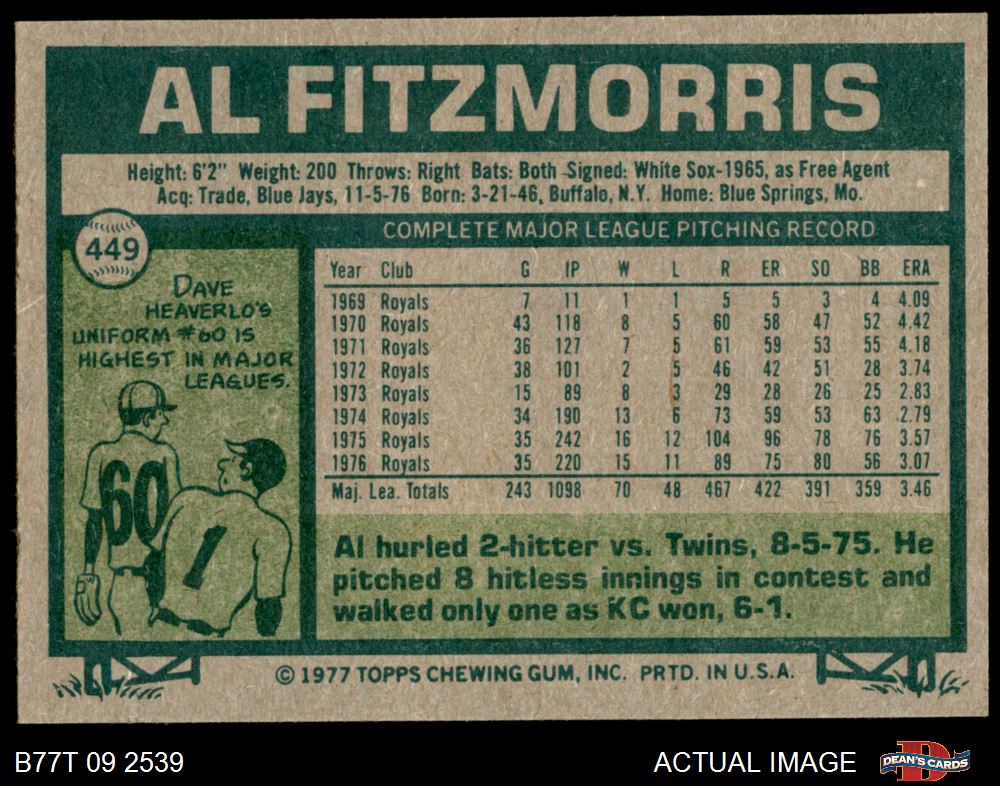 AL FITZMORRIS
Height: 6'2" Weight: 200 Throws: Right Bats: Both Signed: White Sox-1965, as Free Agent
Acq: Trade, Blue Jays, 11-5-76 Born: 3-21-46, Buffalo, N.Y. Home: Blue Springs, Mo.
449
DAVE
HEAVERLO'S
UNIFORM #60 IS
HIGHEST IN MAJOR
LEAGUES.
60
1
COMPLETE MAJOR LEAGUE PITCHING RECORD
Year Club G IP W L R ER SO BB ERA
1969 Royals 7 11 1 1 5 5 3 4 4.09
1970 Royals 43 118 8 5 60 58 47 52 4.42
1971 Royals 36 127 7 5 61 59 53 55 4.18
1972 Royals 38 101 2 5 46 42 51 28 3.74
1973 Royals 15 89 8 3 29 28 26 25 2.83
1974 Royals 34 190 13 6 73 59 53 63 2.79
1975 Royals 35 242 16 12 104 96 78 76 3.57
1976 Royals 35 220 15 11 89 75 80 56 3.07
Maj. Lea. Totals 243 1098 70 48 467 422 391 359 3.46
Al hurled 2-hitter vs. Twins, 8-5-75. He
pitched 8 hitless innings in contest and
walked only one as KC won, 6-1.
© 1977 TOPPS CHEWING GUM, INC. PRTD. IN U.S.A.
B77T 09 2539
ACTUAL IMAGE
D
DEAN'S CARDS